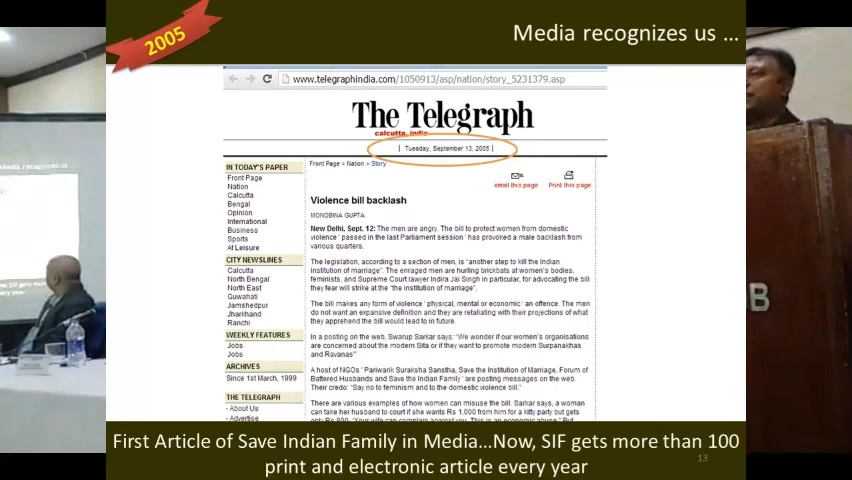 2005
Media recognizes us ...
www.telegraphindia.com/1050913/asp/nation/story_5231379.asp
The Telegraph
calcutta, india
| Tuesday, September 13, 2005 |
IN TODAY'S PAPER
Front Page
Nation
Calcutta
Bengal
Opinion
International
Business
Sports
At Leisure
CITY NEWSLINES
Calcutta
North Bengal
North East
Guwahati
Jamshedpur
Jharkhand
Ranchi
WEEKLY FEATURES
Jobs
Jobs
ARCHIVES
Since 1st March, 1999
THE TELEGRAPH
- About Us
- Advertise
Front Page > Nation > Story
email this page
Print this page
Violence bill backlash
MONOBINA GUPTA
New Delhi, Sept. 12: The men are angry. The bill to protect women from domestic
violence ' passed in the last Parliament session ' has provoked a male backlash from
various quarters.
The legislation, according to a section of men, is "another step to kill the Indian
institution of marriage". The enraged men are hurling brickbats at women's bodies,
feminists, and Supreme Court lawyer Indira Jai Singh in particular, for advocating the bill
they fear will strike at the "the institution of marriage".
The bill makes any form of violence ' physical, mental or economic ' an offence. The men
do not want an expansive definition and they are retaliating with their projections of what
they apprehend the bill would lead to in future.
In a posting on the web, Swarup Sarkar says: "We wonder if our women's organisations
are concerned about the modern Sita or if they want to promote modern Surpanakhas
and Ravanas"'
A host of NGOs ' Pariwarik Suraksha Sanstha, Save the Institution of Marriage, Forum of
Battered Husbands and Save the Indian Family ' are posting messages on the web.
Their credo: "Say no to feminism and to the domestic violence bill.
There are various examples of how women can misuse the bill. Sarkar says, a woman
can take her husband to court if she wants Rs 1,000 from him for a kitty party but gets
First Article of Save Indian Family in Media...Now, SIF gets more than 100
print and electronic article every year
13
Media recognizes us ...
B